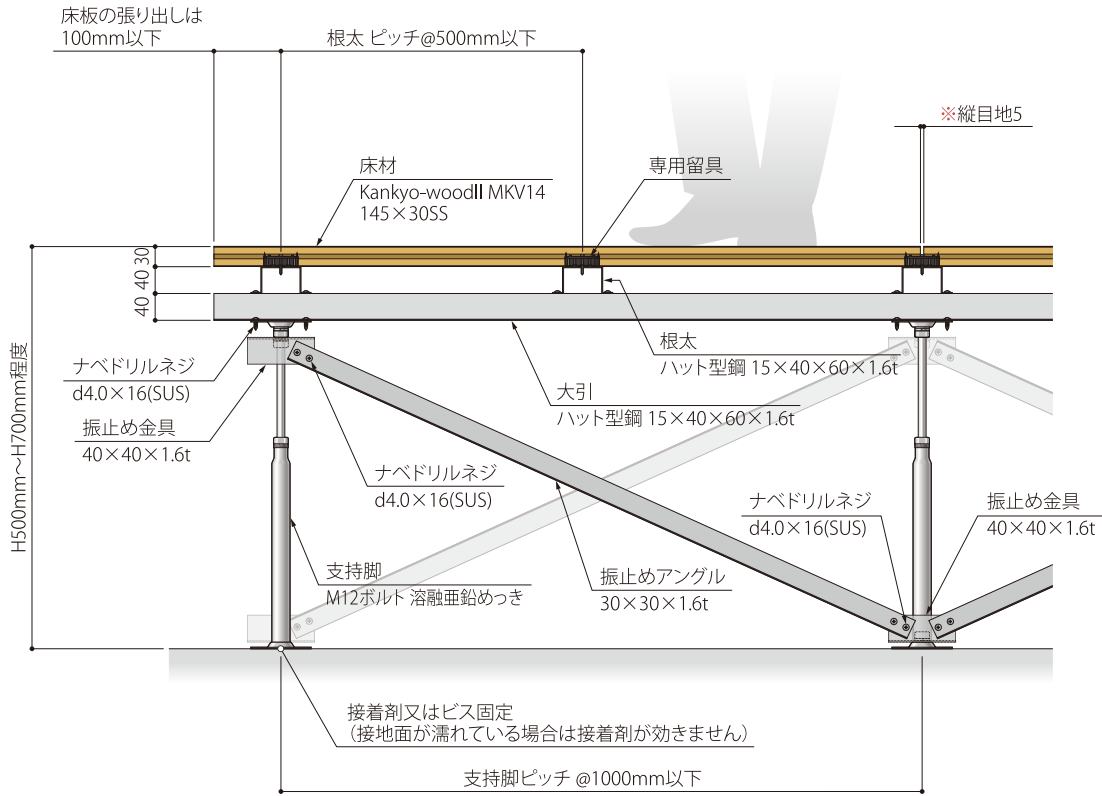 床板の張り出しは
100mm以下
根太 ピッチ@500mm以下
※縦目地5
床材
Kankyo-woodⅡ MKV14
145×30SS
専用留具
30
40
40
H500mm～H700mm程度
根太
ハット型鋼 15×40×60×1.6t
大引
ハット型鋼 15×40×60×1.6t
ナベドリルネジ
d4.0×16(SUS)
振止め金具
40×40×1.6t
ナベドリルネジ
d4.0×16(SUS)
ナベドリルネジ
d4.0×16(SUS)
振止め金具
40×40×1.6t
支持脚
M12ボルト 溶融亜鉛めっき
振止めアングル
30×30×1.6t
接着剤又はビス固定
（接地面が濡れている場合は接着剤が効きません）
支持脚ピッチ @1000mm以下